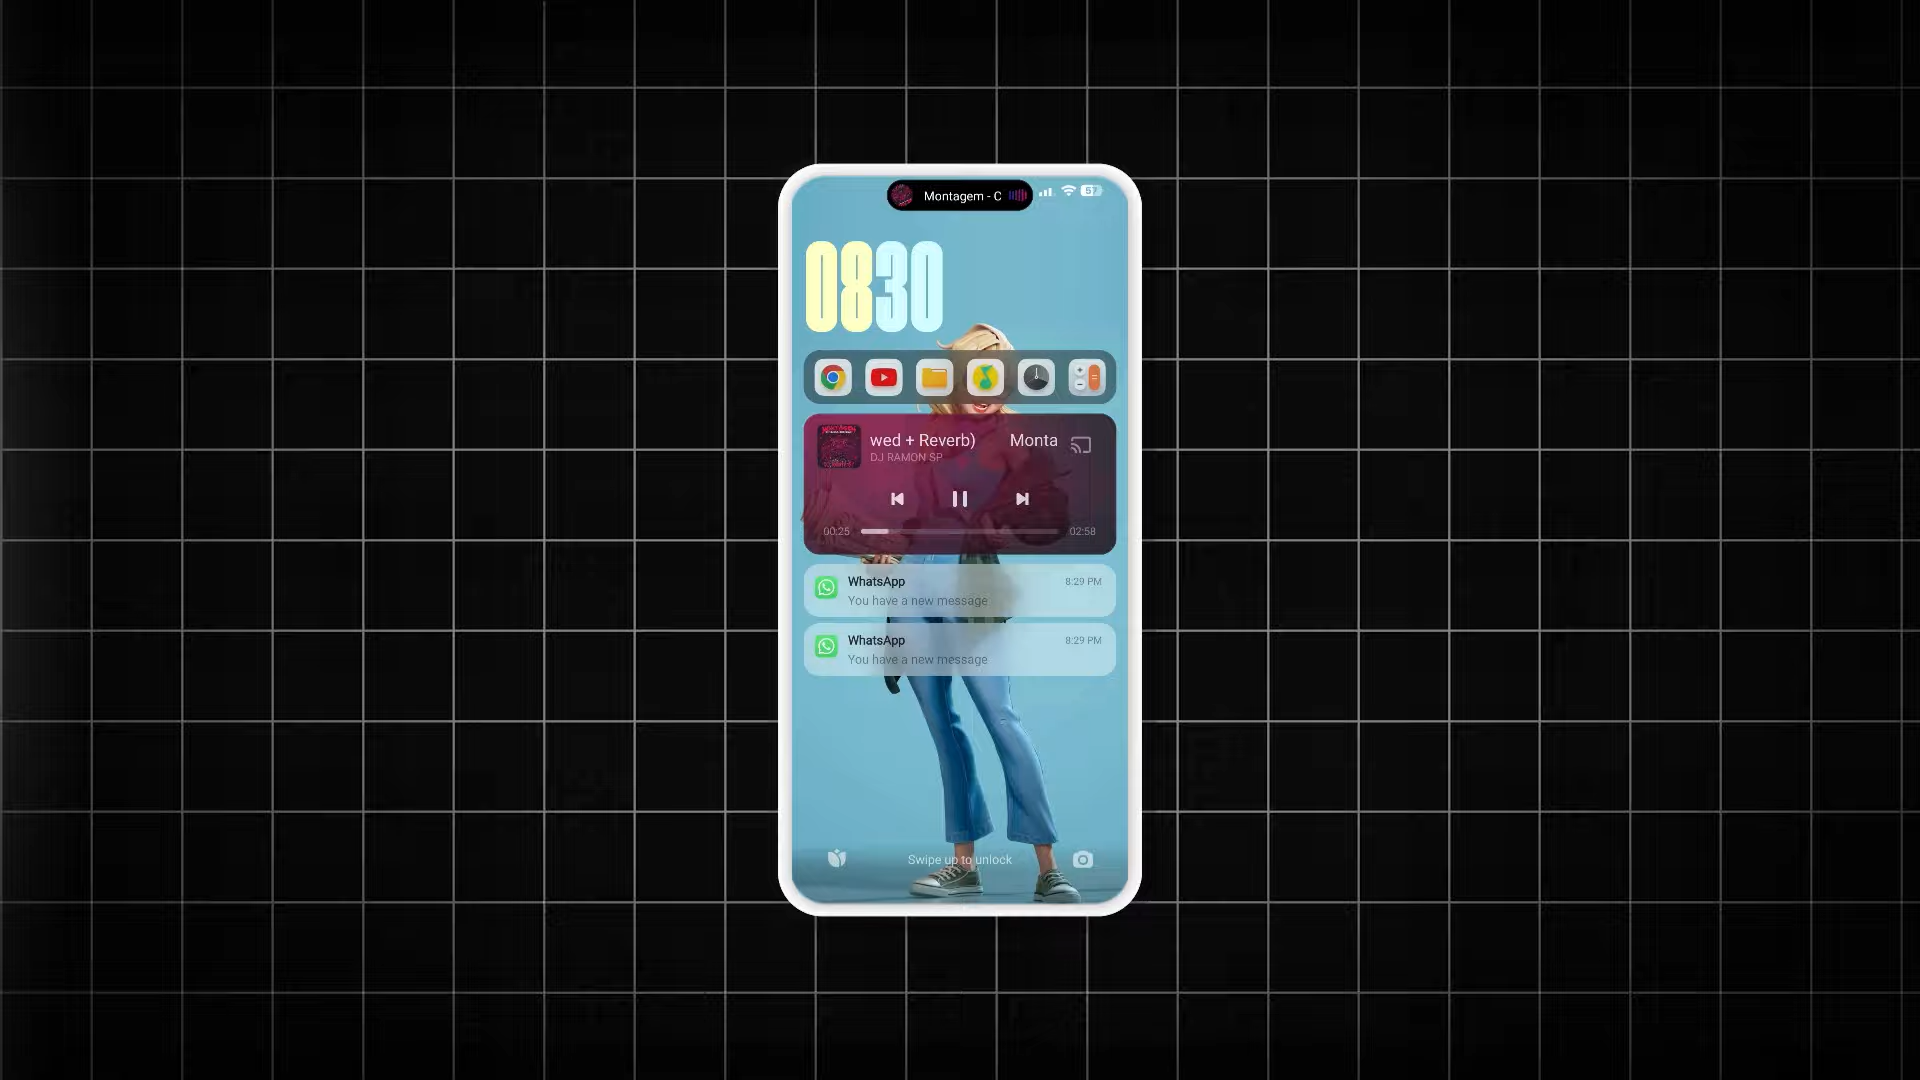 Montagem - C
57
0830
wed + Reverb) Monta
DJ RAMON SP
00:25 02:58
WhatsApp 8:29 PM
You have a new message
WhatsApp 8:29 PM
You have a new message
Swipe up to unlock